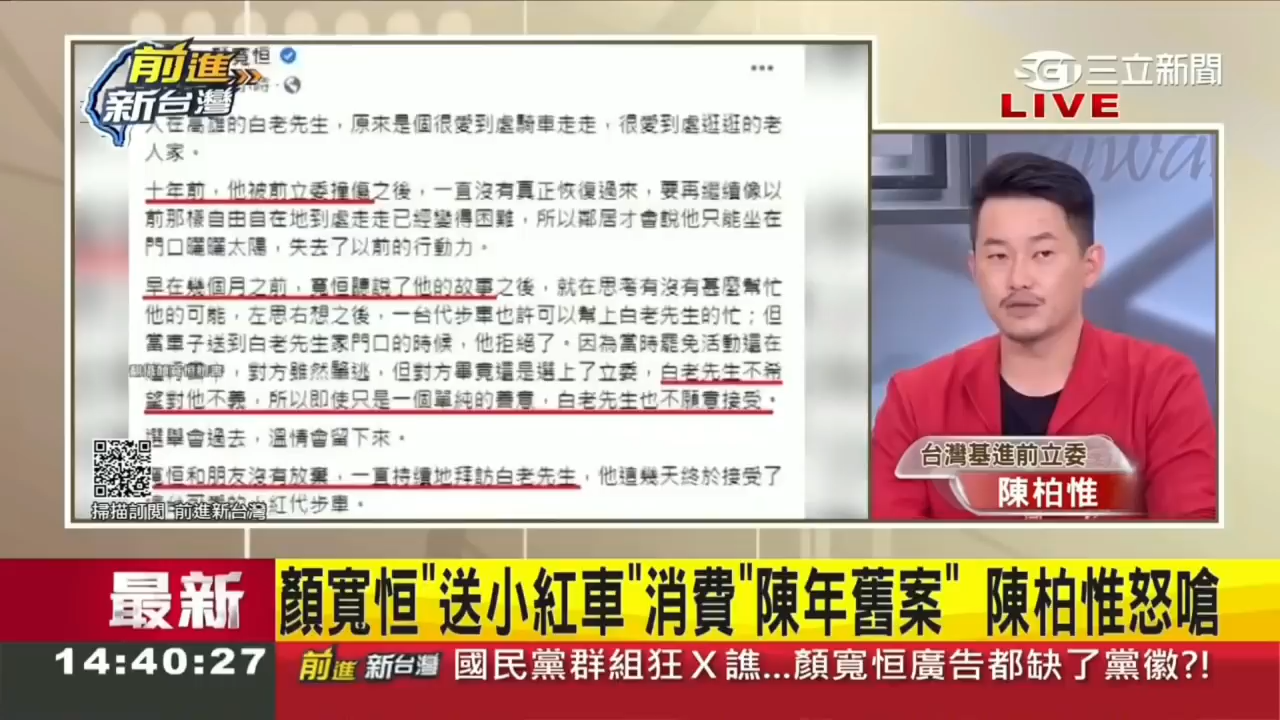 前進
新台灣
寬恒
SET 三立新聞
LIVE
人在高雄的白老先生，原來是個很愛到處騎車走走，很愛到處逛逛的老
人家。
十年前，他被前立委撞傷之後，一直沒有真正恢復過來，要再繼續像以
前那樣自由自在地到處走走已經變得困難，所以鄰居才會說他只能坐在
門口曬曬太陽，失去了以前的行動力。
早在幾個月之前，寬恒聽說了他的故事之後，就在思考有沒有甚麼幫忙
他的可能，左思右想之後，一台代步車也許可以幫上白老先生的忙；但
當車子送到白老先生家門口的時候，他拒絕了。因為當時罷免活動還在
對方雖然肇逃，但對方畢竟還是選上了立委，白老先生不希
望對他不義，所以即使只是一個單純的善意，白老先生也不願意接受。
選舉會過去，溫情會留下來。
寬恒和朋友沒有放棄，一直持續地拜訪白老先生，他這幾天終於接受了
小紅代步車。
掃描訂閱 前進新台灣
台灣基進前立委
陳柏惟
最新
顏寬恒"送小紅車"消費"陳年舊案" 陳柏惟怒嗆
14:40:27
前進 新台灣 國民黨群組狂X譙...顏寬恒廣告都缺了黨徽?!